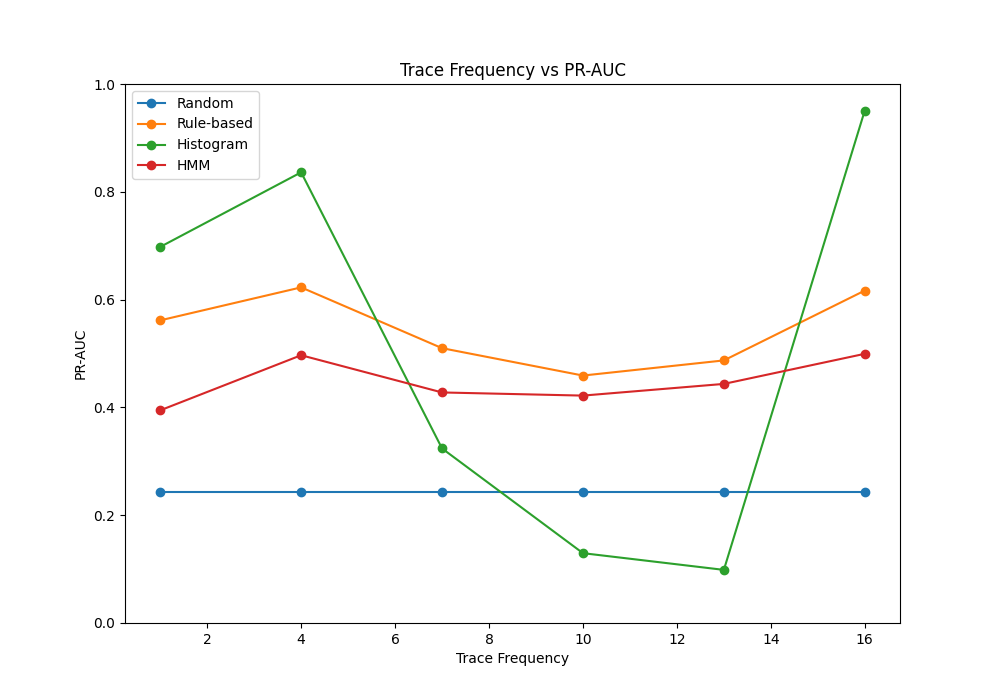 Trace Frequency vs PR-AUC
1.0
0.8
0.6
0.4
0.2
0.0
PR-AUC
Random
Rule-based
Histogram
HMM
2 4 6 8 10 12 14 16
Trace Frequency